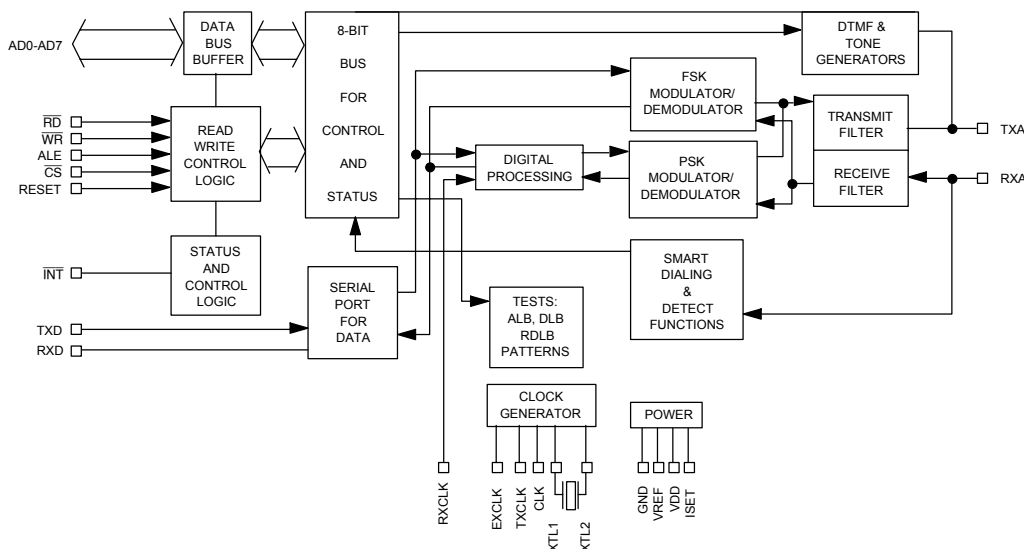 AD0-AD7
DATA
BUS
BUFFER
8-BIT
BUS
FOR
CONTROL
AND
STATUS
DTMF &
TONE
GENERATORS
FSK
MODULATOR/
DEMODULATOR
TRANSMIT
FILTER
TXA
RD
WR
ALE
CS
RESET
READ
WRITE
CONTROL
LOGIC
DIGITAL
PROCESSING
PSK
MODULATOR/
DEMODULATOR
RECEIVE
FILTER
RXA
INT
STATUS
AND
CONTROL
LOGIC
SMART
DIALING
&
DETECT
FUNCTIONS
TXD
RXD
SERIAL
PORT
FOR
DATA
TESTS:
ALB, DLB
RDLB
PATTERNS
CLOCK
GENERATOR
POWER
RXCLK
EXCLK
TXCLK
CLK
XTL1
XTL2
GND
VREF
VDD
ISET